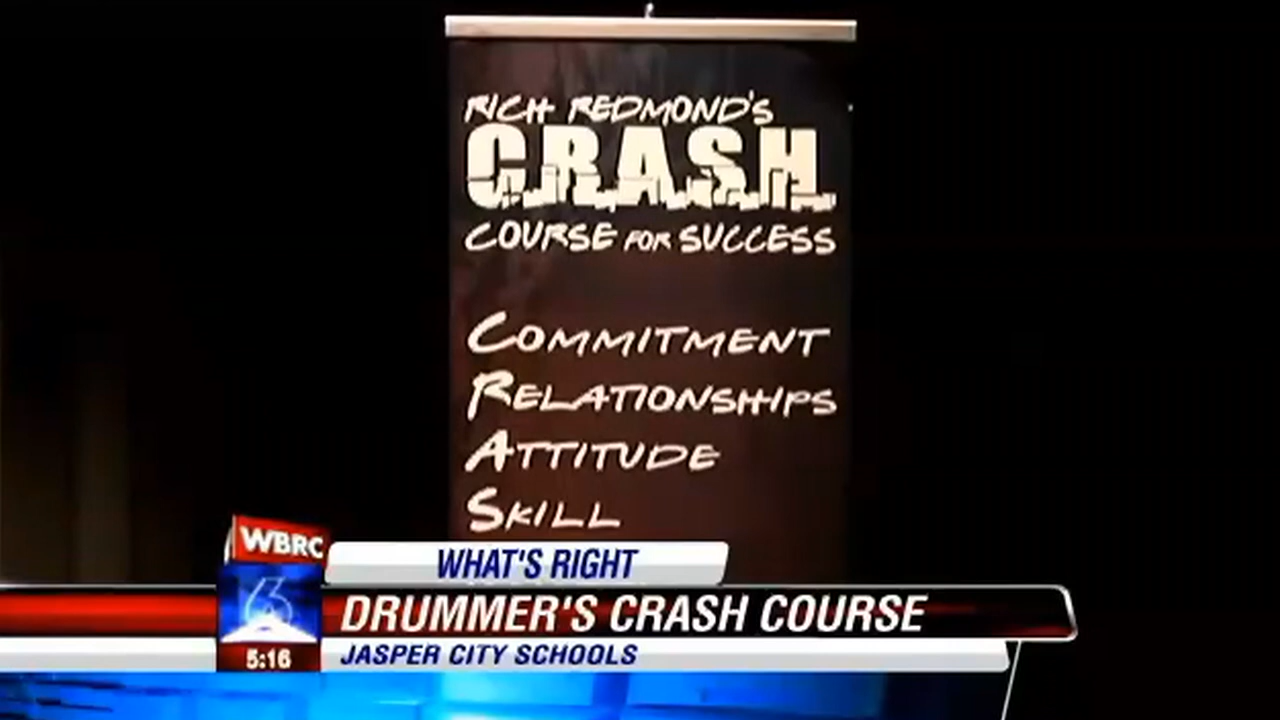 RICH REDMOND'S
C.R.A.S.H.
COURSE FOR SUCCESS
COMMITMENT
RELATIONSHIPS
ATTITUDE
SKILL
WBRC
6
5:16
WHAT'S RIGHT
DRUMMER'S CRASH COURSE
JASPER CITY SCHOOLS